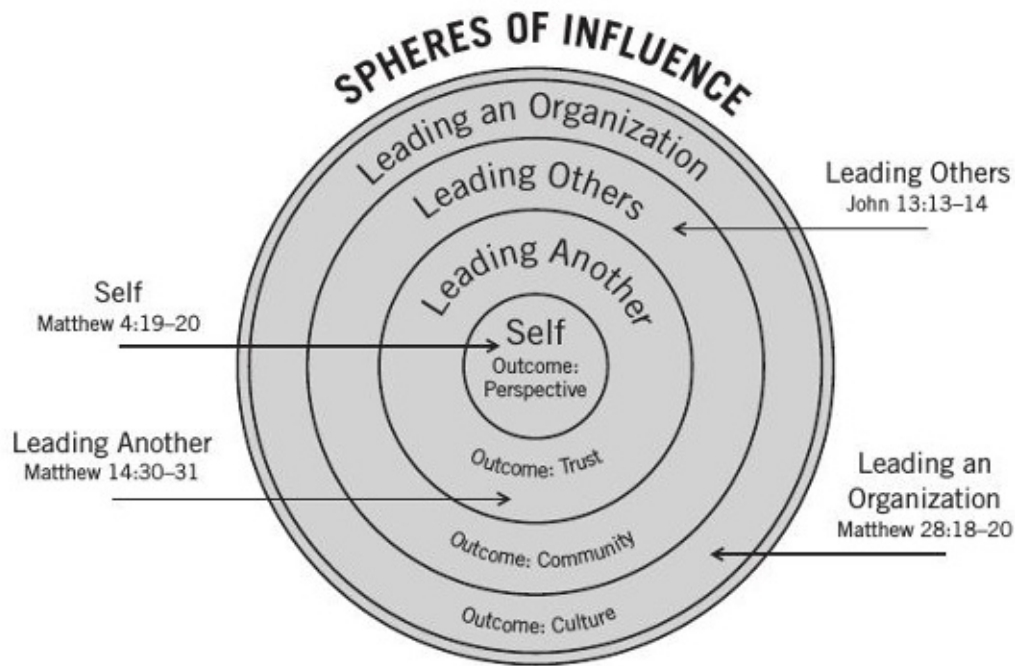 SPHERES OF INFLUENCE
Leading an Organization
Leading Others
Leading Another
Self
Outcome:
Perspective
Outcome: Trust
Outcome: Community
Outcome: Culture
Self
Matthew 4:19–20
Leading Another
Matthew 14:30–31
Leading Others
John 13:13–14
Leading an
Organization
Matthew 28:18–20